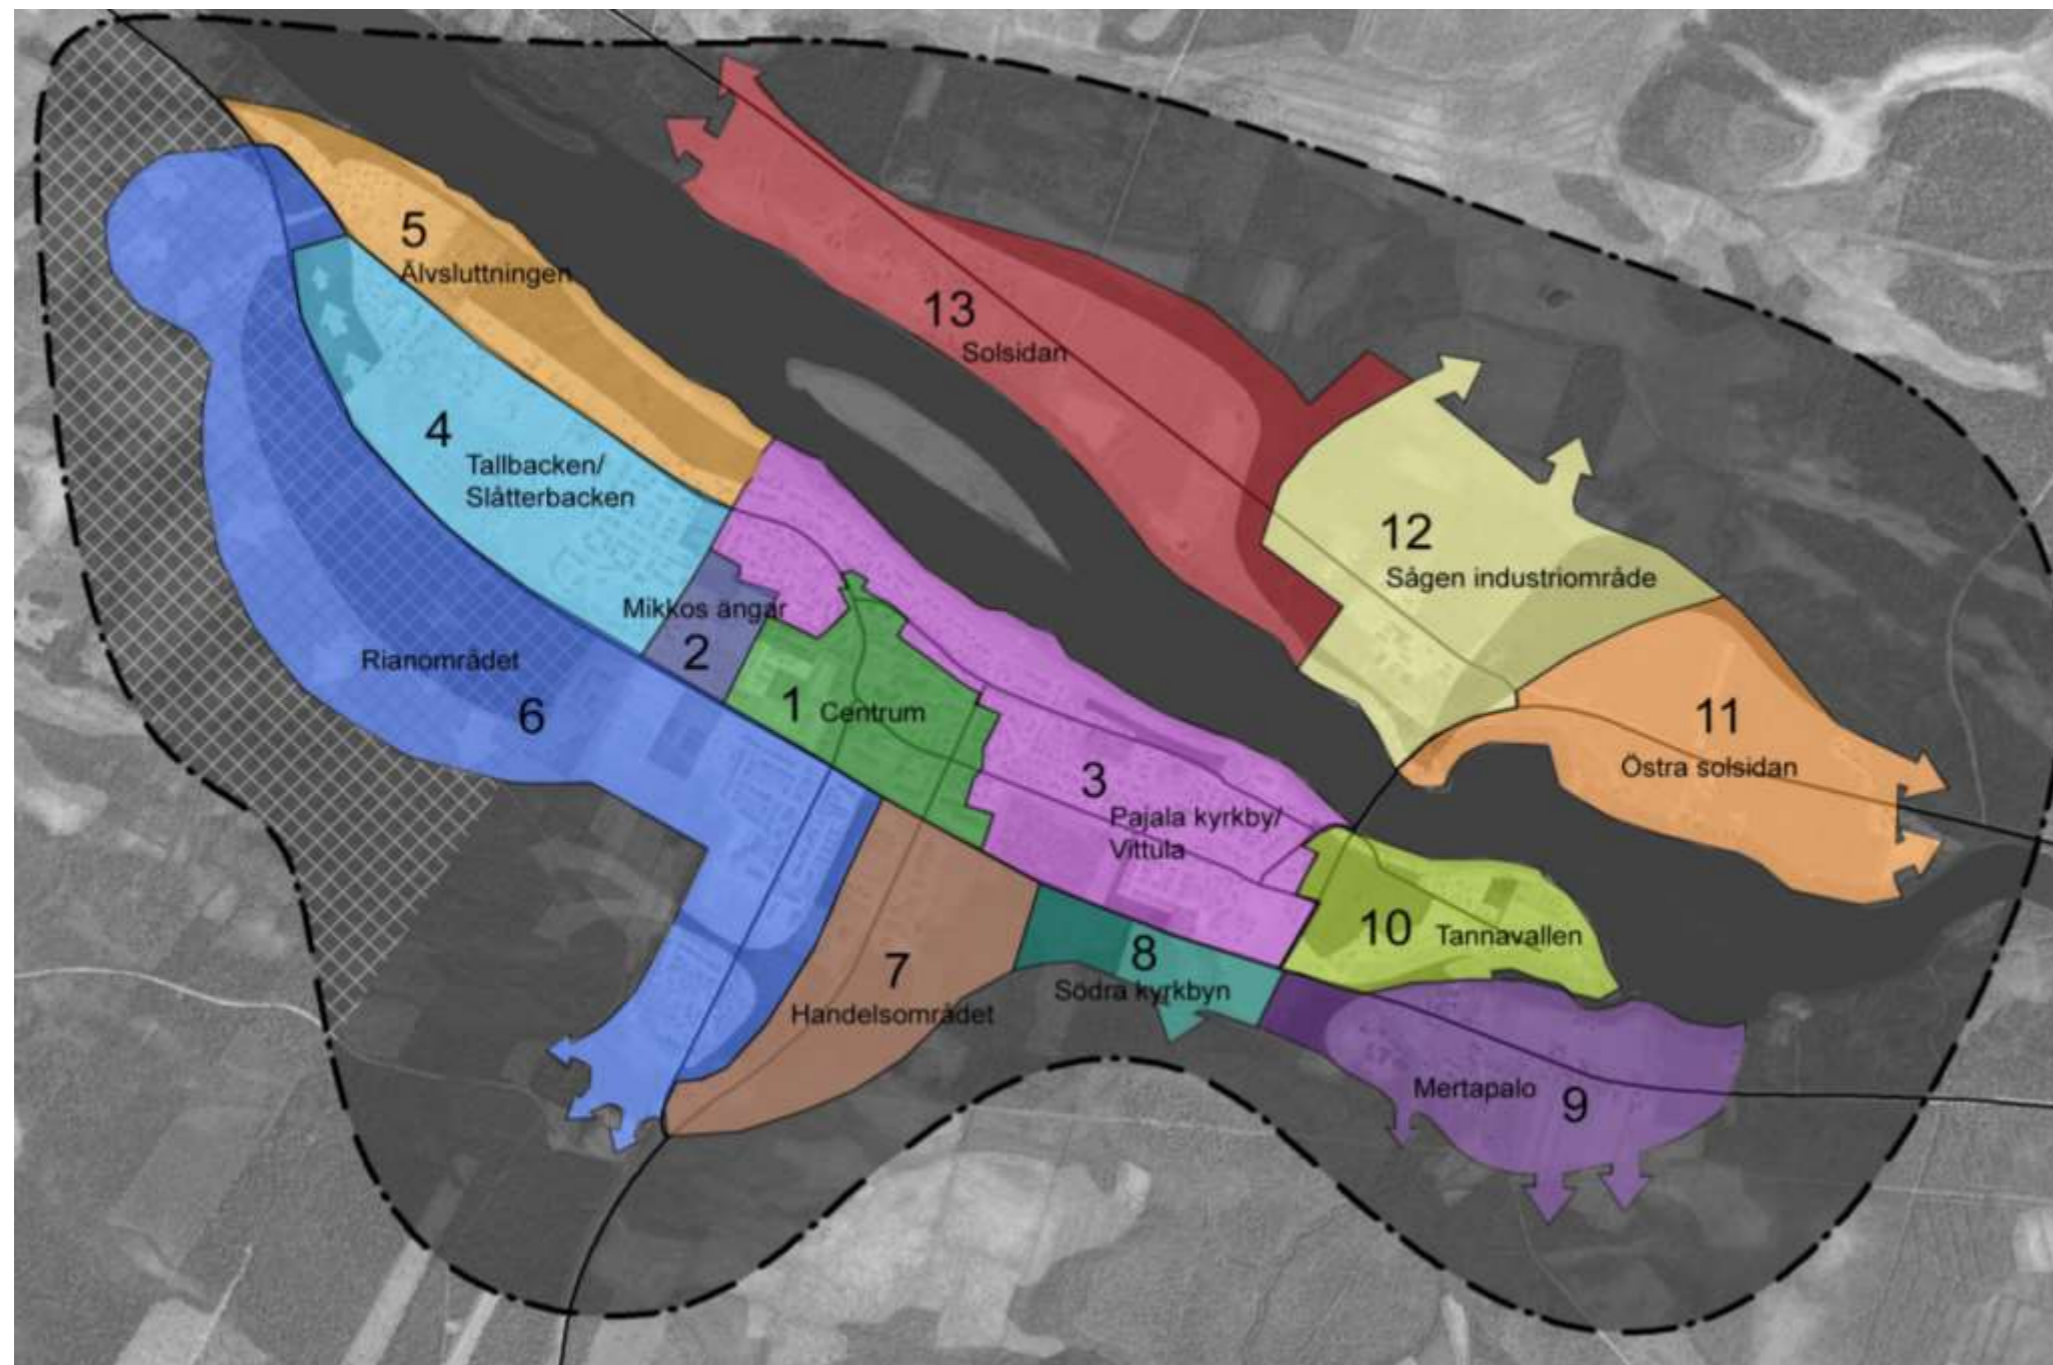 5
Älvsluttningen
13
Solsidan
4
Tallbacken/
Slåtterbacken
12
Sågen industriområde
Mikkos ängar
2
Rianområdet
6
1 Centrum
11
Östra solsidan
3
Pajala kyrkby/
Vittula
10 Tannavallen
7
Handelsområdet
8
Södra kyrkbyn
Mertapalo 9